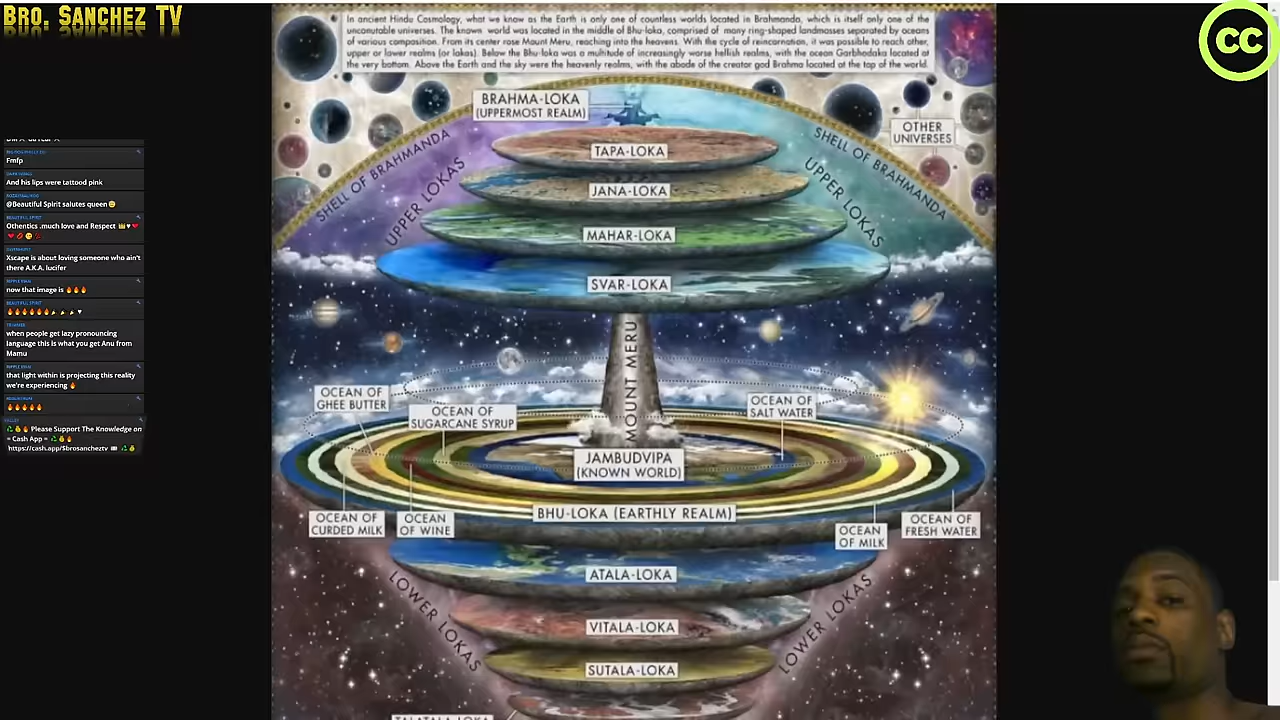 BRO. SANCHEZ TV
CC
In ancient Hindu Cosmology, what we know as the Earth is only one of countless worlds located in Brahmanda, which is itself only one of the
uncountable universes. The known world was located in the middle of Bhu-loka, comprised of many ring-shaped landmasses separated by oceans
of various composition. From its center rose Mount Meru, reaching into the heavens. With the cycle of reincarnation, it was possible to reach other,
upper or lower realms (or lokas). Below the Bhu-loka was a multitude of increasingly worse hellish realms, with the ocean Garbhodaka located at
the very bottom. Above the Earth and the sky were the heavenly realms, with the abode of the creator god Brahma located at the top of the world.
BRAHMA-LOKA
(UPPERMOST REALM)
OTHER
UNIVERSES
SHELL OF BRAHMANDA
SHELL OF BRAHMANDA
UPPER LOKAS
UPPER LOKAS
TAPA-LOKA
JANA-LOKA
MAHAR-LOKA
SVAR-LOKA
MOUNT MERU
OCEAN OF
GHEE BUTTER
OCEAN OF
SUGARCANE SYRUP
OCEAN OF
SALT WATER
JAMBUDVIPA
(KNOWN WORLD)
BHU-LOKA (EARTHLY REALM)
OCEAN OF
CURDED MILK
OCEAN
OF WINE
OCEAN
OF MILK
OCEAN OF
FRESH WATER
ATALA-LOKA
LOWER LOKAS
LOWER LOKAS
VITALA-LOKA
SUTALA-LOKA
Fmfp
And his lips were tattood pink
@Beautiful Spirit salutes queen 😊
BEAUTIFUL SPIRIT
Othentics .much love and Respect 👑♥️❤️
Xscape is about loving someone who ain't
there A.K.A. lucifer
now that image is 🔥🔥🔥
BEAUTIFUL SPIRIT
when people get lazy pronouncing
language this is what you get Anu from
Mamu
that light within is projecting this reality
we're experiencing 🔥
🔥🔥🔥🔥🔥
Please Support The Knowledge on
= Cash App =
https://cash.app/$brosancheztv